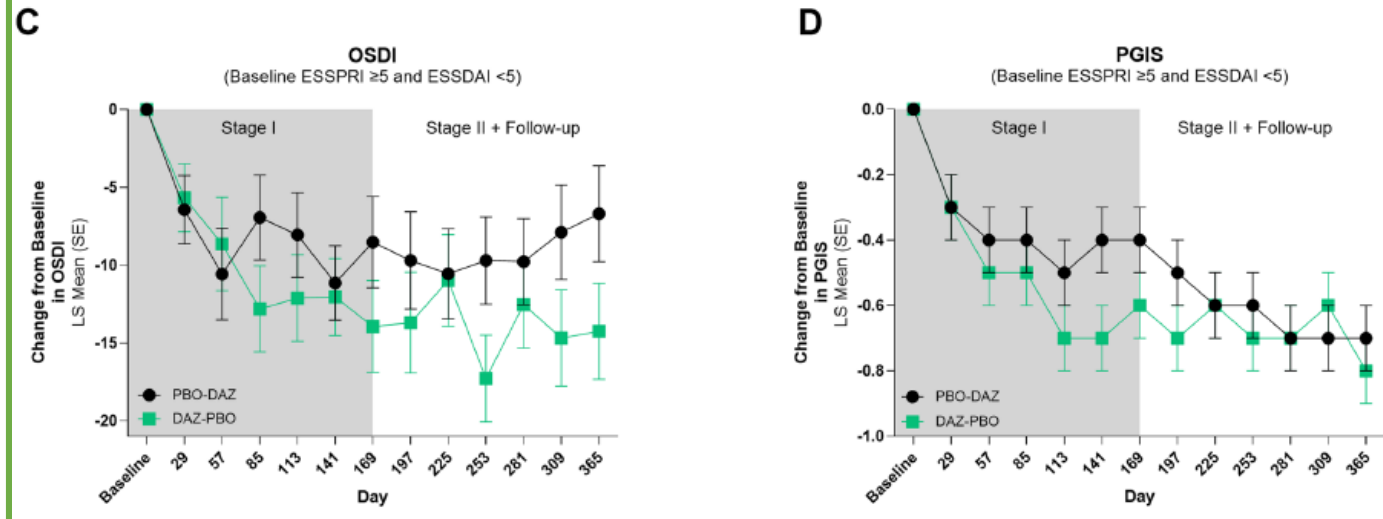 C
OSDI
(Baseline ESSPRI ≥5 and ESSDAI <5)
Change from Baseline
in OSDI
LS Mean (SE)
0
-5
-10
-15
-20
Stage I
Stage II + Follow-up
PBO-DAZ
DAZ-PBO
Baseline
29
57
85
113
141
169
197
225
253
281
309
365
Day
D
PGIS
(Baseline ESSPRI ≥5 and ESSDAI <5)
Change from Baseline
in PGIS
LS Mean (SE)
0.0
-0.2
-0.4
-0.6
-0.8
-1.0
Stage I
Stage II + Follow-up
PBO-DAZ
DAZ-PBO
Baseline
29
57
85
113
141
169
197
225
253
281
309
365
Day